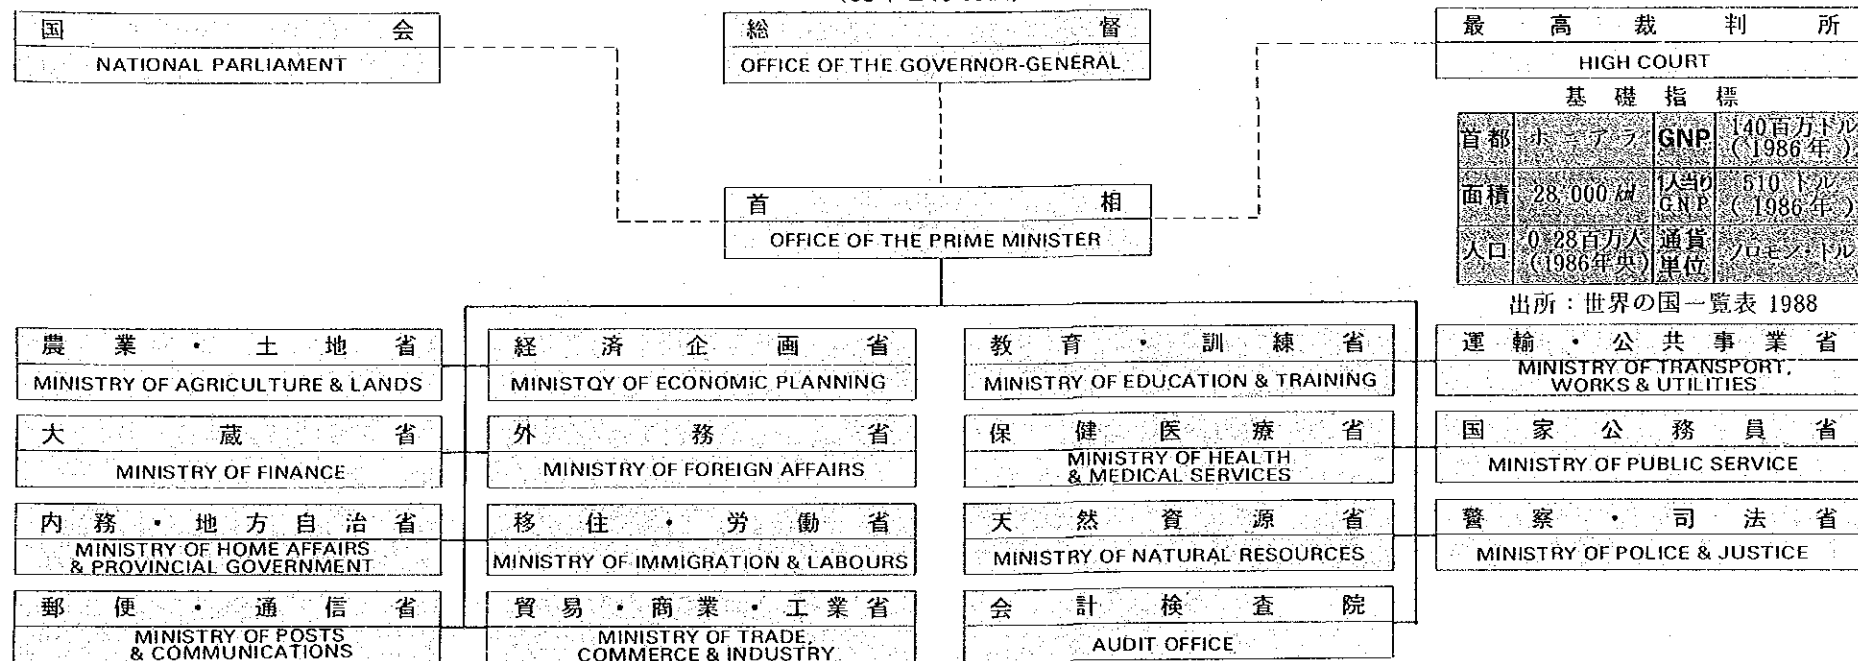 国会
NATIONAL PARLIAMENT
総督
OFFICE OF THE GOVERNOR-GENERAL
最高裁判所
HIGH COURT
基礎指標
首都 ホニアラ GNP 140百万ドル (1986年)
面積 28,000㎢ 1人当り GNP 510ドル (1986年)
人口 0.28百万人 (1986年央) 通貨単位 ソロモン・ドル
出所：世界の国一覧表 1988
首相
OFFICE OF THE PRIME MINISTER
農業・土地省
MINISTRY OF AGRICULTURE & LANDS
経済企画省
MINISTQY OF ECONOMIC PLANNING
教育・訓練省
MINISTRY OF EDUCATION & TRAINING
運輸・公共事業省
MINISTRY OF TRANSPORT,
WORKS & UTILITIES
大蔵省
MINISTRY OF FINANCE
外務省
MINISTRY OF FOREIGN AFFAIRS
保健医療省
MINISTRY OF HEALTH
& MEDICAL SERVICES
国家公務員省
MINISTRY OF PUBLIC SERVICE
内務・地方自治省
MINISTRY OF HOME AFFAIRS
& PROVINCIAL GOVERNMENT
移住・労働省
MINISTRY OF IMMIGRATION & LABOURS
天然資源省
MINISTRY OF NATURAL RESOURCES
警察・司法省
MINISTRY OF POLICE & JUSTICE
郵便・通信省
MINISTRY OF POSTS
& COMMUNICATIONS
貿易・商業・工業省
MINISTRY OF TRADE,
COMMERCE & INDUSTRY
会計検査院
AUDIT OFFICE